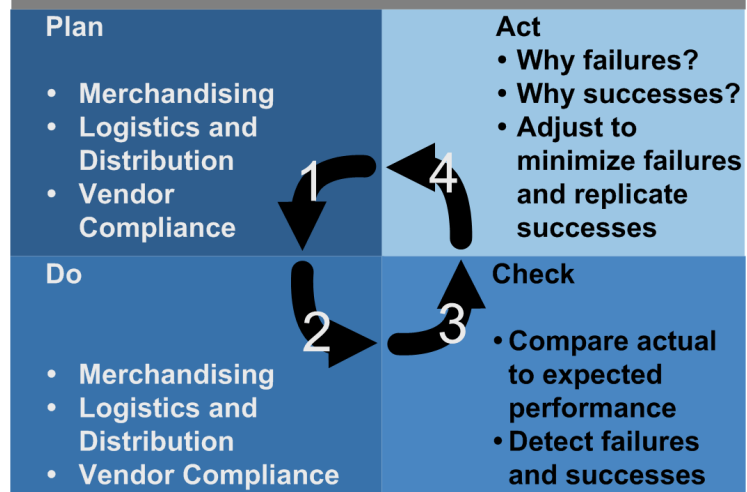 Plan
• Merchandising
• Logistics and
Distribution
• Vendor
Compliance
1
Act
• Why failures?
• Why successes?
• Adjust to
minimize failures
and replicate
successes
4
Do
• Merchandising
• Logistics and
Distribution
• Vendor Compliance
2
Check
• Compare actual
to expected
performance
• Detect failures
and successes
3